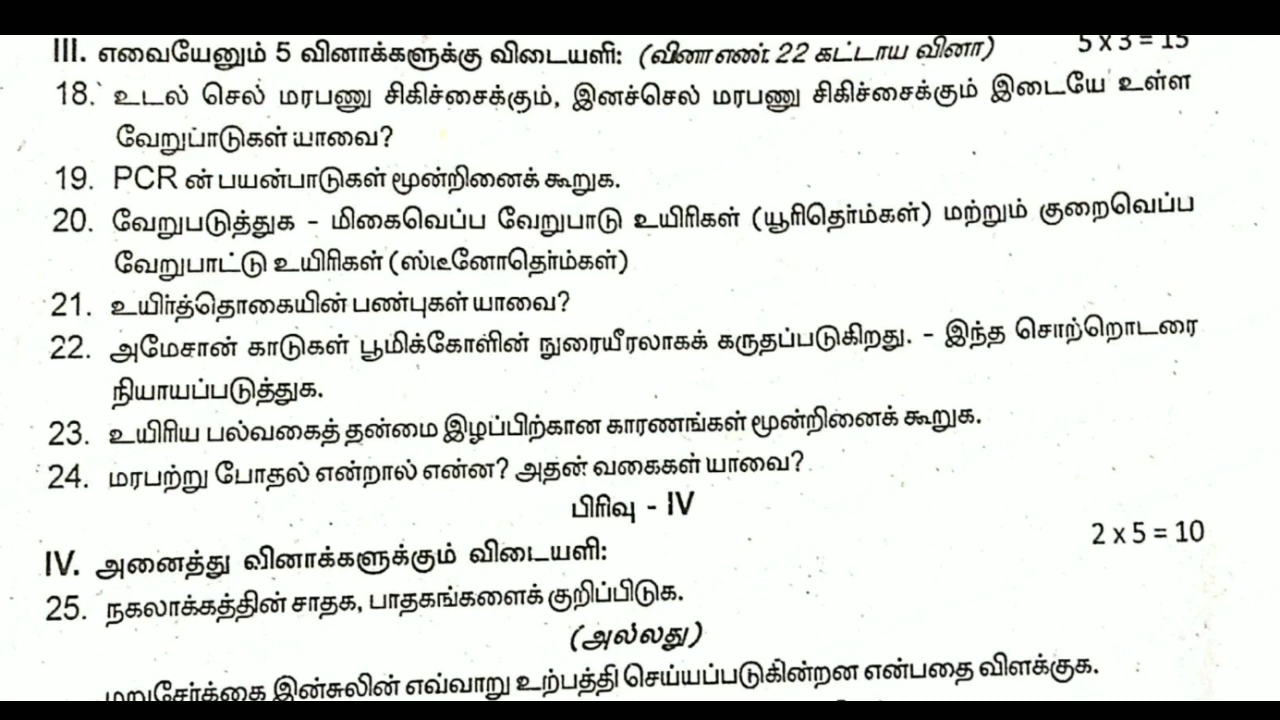 III. எவையேனும் 5 வினாக்களுக்கு விடையளி: (வினா எண்: 22 கட்டாய வினா) 5 x 3 = 15
18. உடல் செல் மரபணு சிகிச்சைக்கும், இனச்செல் மரபணு சிகிச்சைக்கும் இடையே உள்ள
வேறுபாடுகள் யாவை?
19. PCR ன் பயன்பாடுகள் மூன்றினைக் கூறுக.
20. வேறுபடுத்துக - மிகைவெப்ப வேறுபாடு உயிரிகள் (யூரிதெர்ம்கள்) மற்றும் குறைவெப்ப
வேறுபாட்டு உயிரிகள் (ஸ்டீனோதெர்ம்கள்)
21. உயிர்த்தொகையின் பண்புகள் யாவை?
22. அமேசான் காடுகள் பூமிக்கோளின் நுரையீரலாகக் கருதப்படுகிறது. - இந்த சொற்றொடரை
நியாயப்படுத்துக.
23. உயிரிய பல்வகைத் தன்மை இழப்பிற்கான காரணங்கள் மூன்றினைக் கூறுக.
24. மரபற்று போதல் என்றால் என்ன? அதன் வகைகள் யாவை?
பிரிவு - IV
IV. அனைத்து வினாக்களுக்கும் விடையளி: 2 x 5 = 10
25. நகலாக்கத்தின் சாதக, பாதகங்களைக் குறிப்பிடுக.
(அல்லது)
மறுசேர்க்கை இன்சுலின் எவ்வாறு உற்பத்தி செய்யப்படுகின்றன என்பதை விளக்குக.